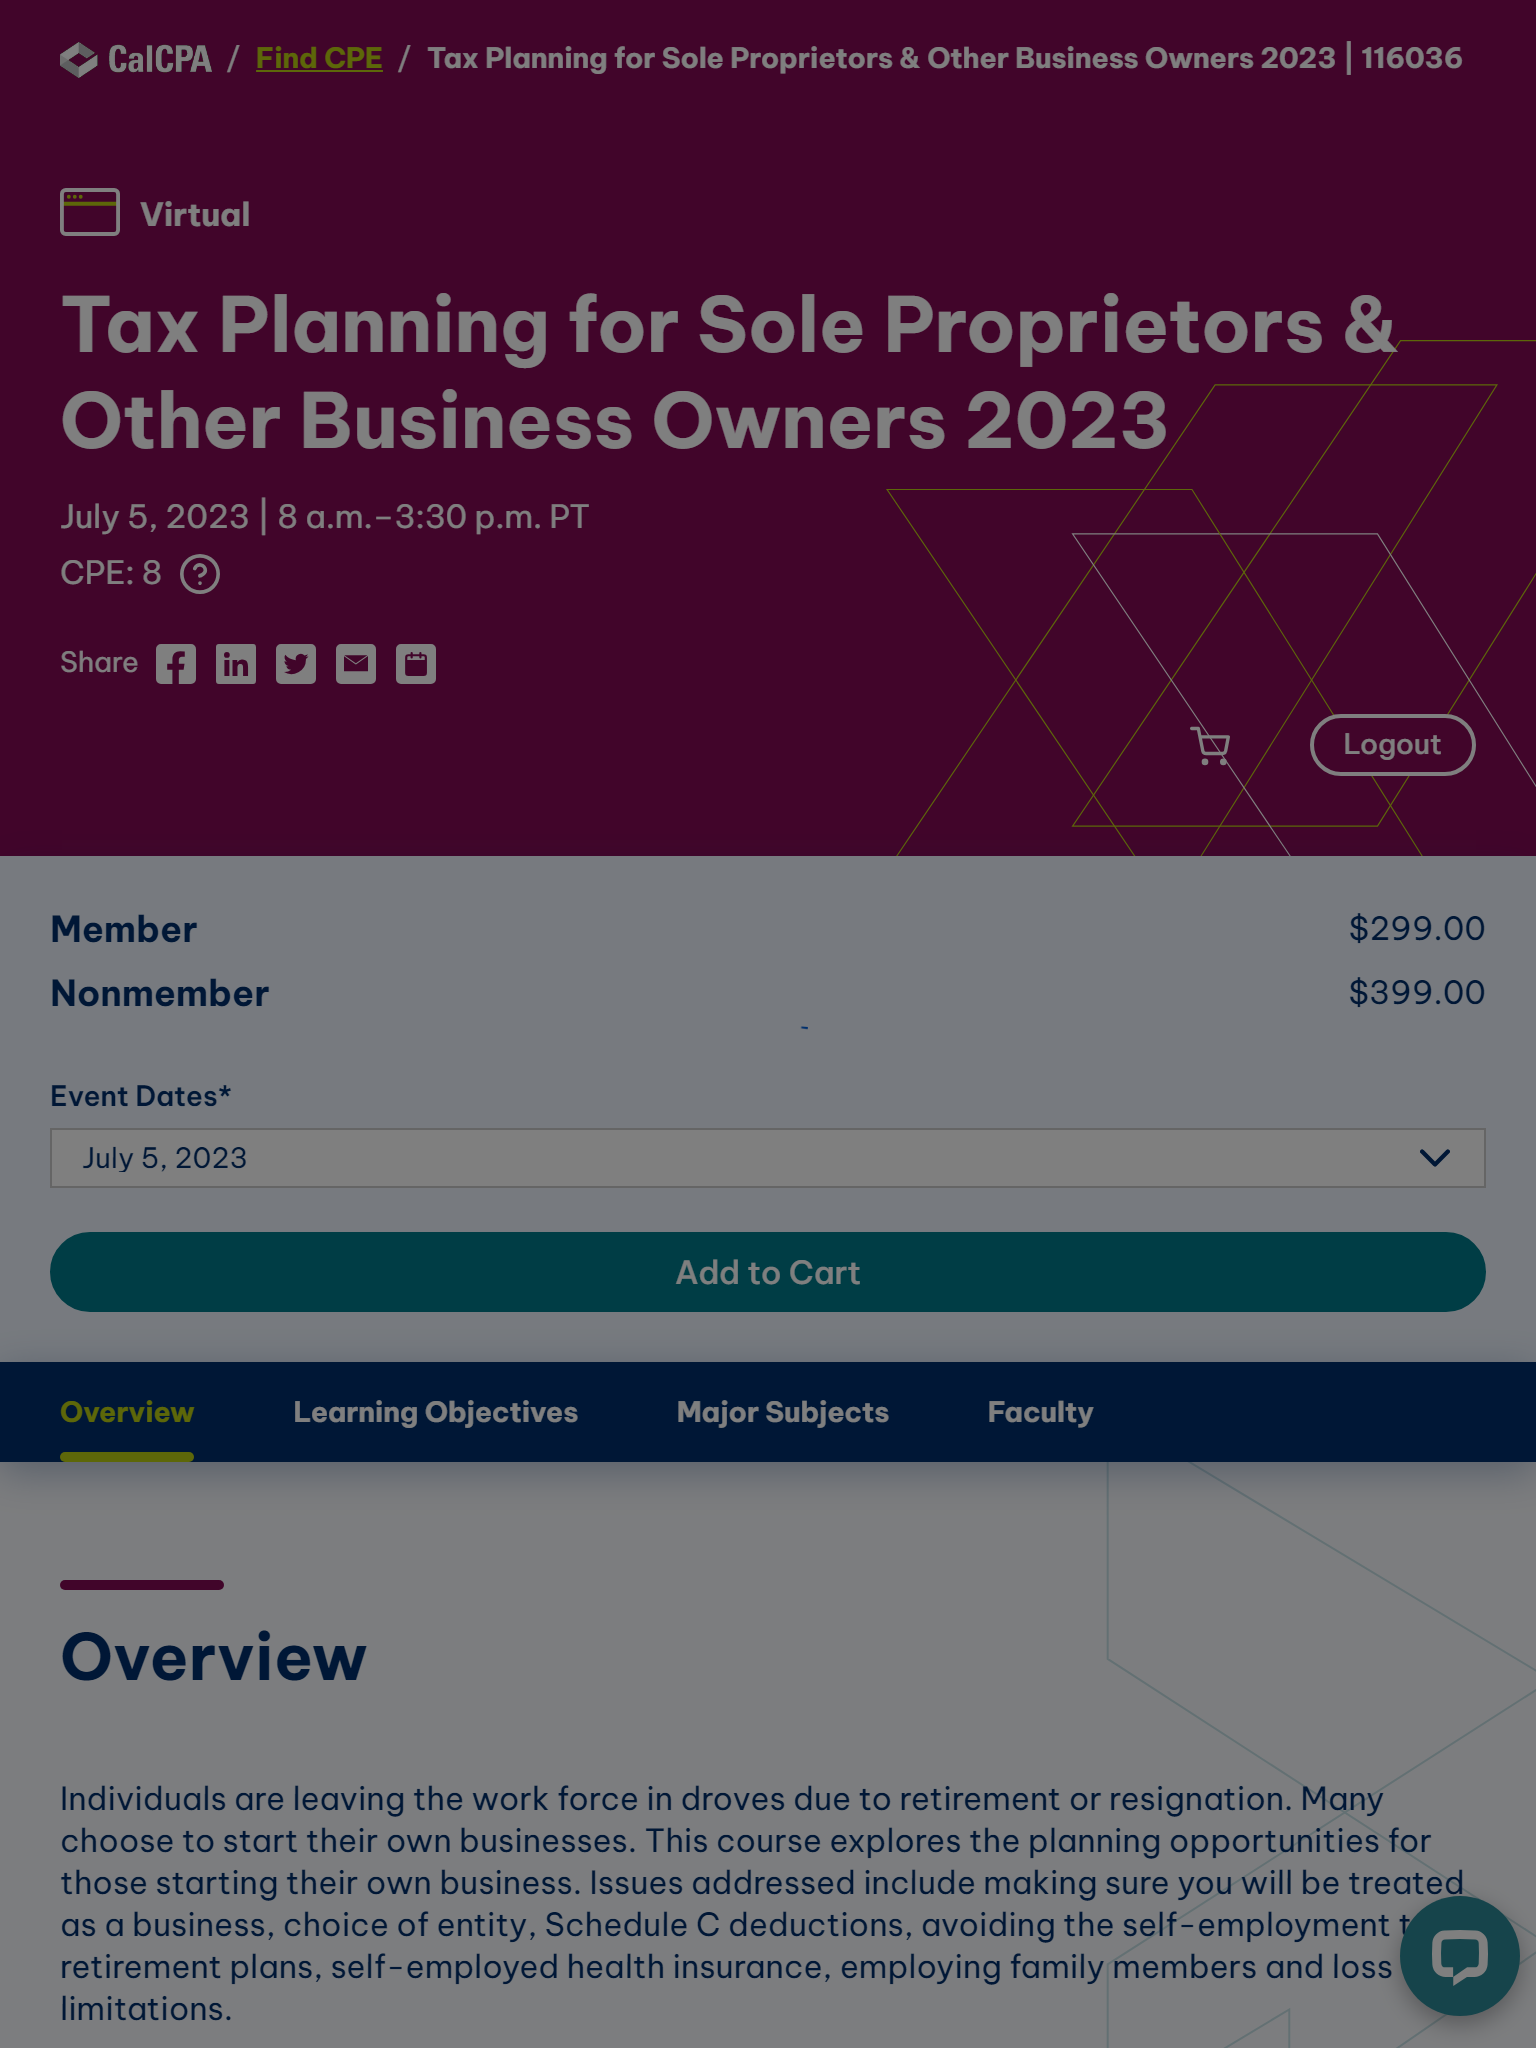 CalCPA / Find CPE / Tax Planning for Sole Proprietors & Other Business Owners 2023 | 116036
Virtual
Tax Planning for Sole Proprietors &
Other Business Owners 2023
July 5, 2023 | 8 a.m.–3:30 p.m. PT
CPE: 8 ?
Share
Logout
Member $299.00
Nonmember $399.00
Event Dates*
July 5, 2023
Add to Cart
Overview Learning Objectives Major Subjects Faculty
Overview
Individuals are leaving the work force in droves due to retirement or resignation. Many
choose to start their own businesses. This course explores the planning opportunities for
those starting their own business. Issues addressed include making sure you will be treated
as a business, choice of entity, Schedule C deductions, avoiding the self-employment
retirement plans, self-employed health insurance, employing family members and loss
limitations.